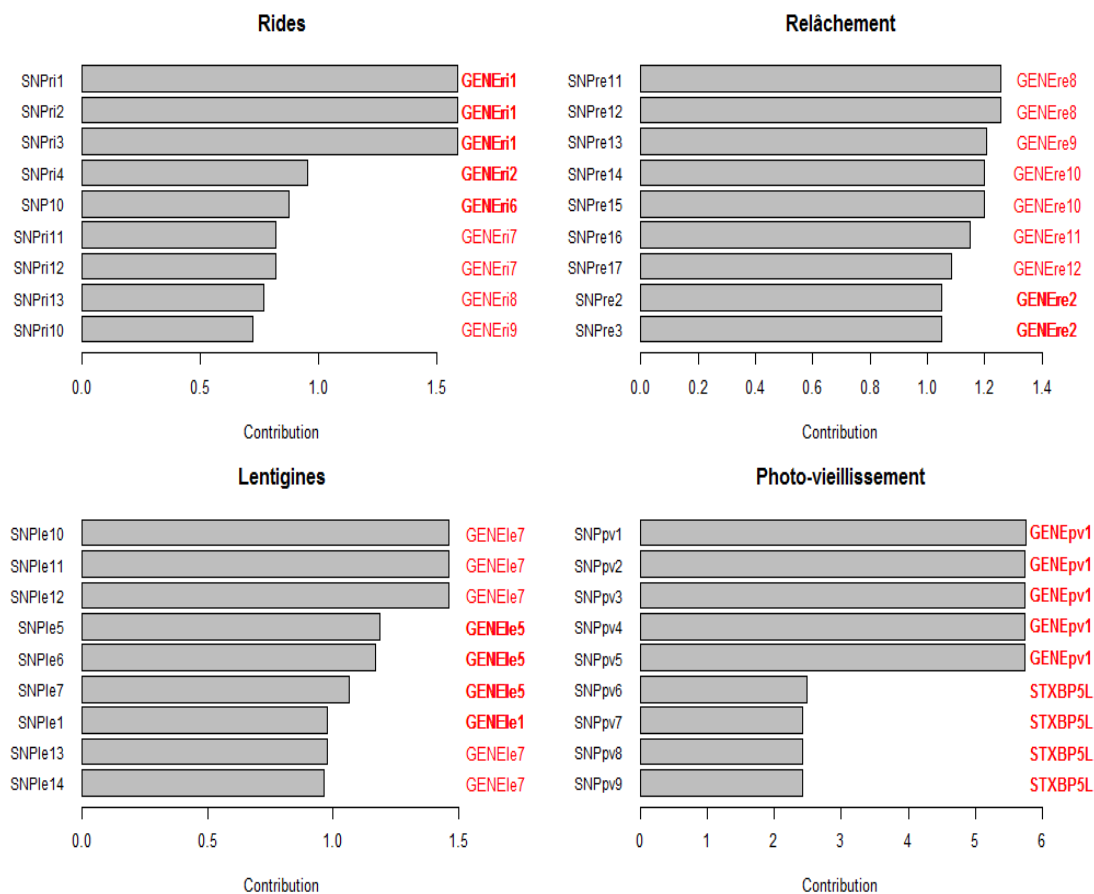 Rides
SNPri1 GENEri1
SNPri2 GENEri1
SNPri3 GENEri1
SNPri4 GENEri2
SNP10 GENEri6
SNPri11 GENEri7
SNPri12 GENEri7
SNPri13 GENEri8
SNPri10 GENEri9
0.0 0.5 1.0 1.5
Contribution
Relâchement
SNPre11 GENEre8
SNPre12 GENEre8
SNPre13 GENEre9
SNPre14 GENEre10
SNPre15 GENEre10
SNPre16 GENEre11
SNPre17 GENEre12
SNPre2 GENEre2
SNPre3 GENEre2
0.0 0.2 0.4 0.6 0.8 1.0 1.2 1.4
Contribution
Lentigines
SNPle10 GENEle7
SNPle11 GENEle7
SNPle12 GENEle7
SNPle5 GENEle5
SNPle6 GENEle5
SNPle7 GENEle5
SNPle1 GENEle1
SNPle13 GENEle7
SNPle14 GENEle7
0.0 0.5 1.0 1.5
Contribution
Photo-vieillissement
SNPpv1 GENEpv1
SNPpv2 GENEpv1
SNPpv3 GENEpv1
SNPpv4 GENEpv1
SNPpv5 GENEpv1
SNPpv6 STXBP5L
SNPpv7 STXBP5L
SNPpv8 STXBP5L
SNPpv9 STXBP5L
0 1 2 3 4 5 6
Contribution